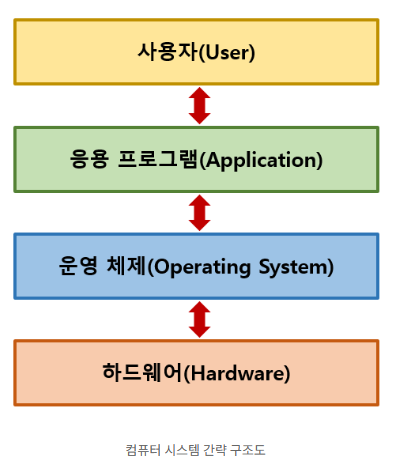 사용자(User)
응용 프로그램(Application)
운영 체제(Operating System)
하드웨어(Hardware)
컴퓨터 시스템 간략 구조도